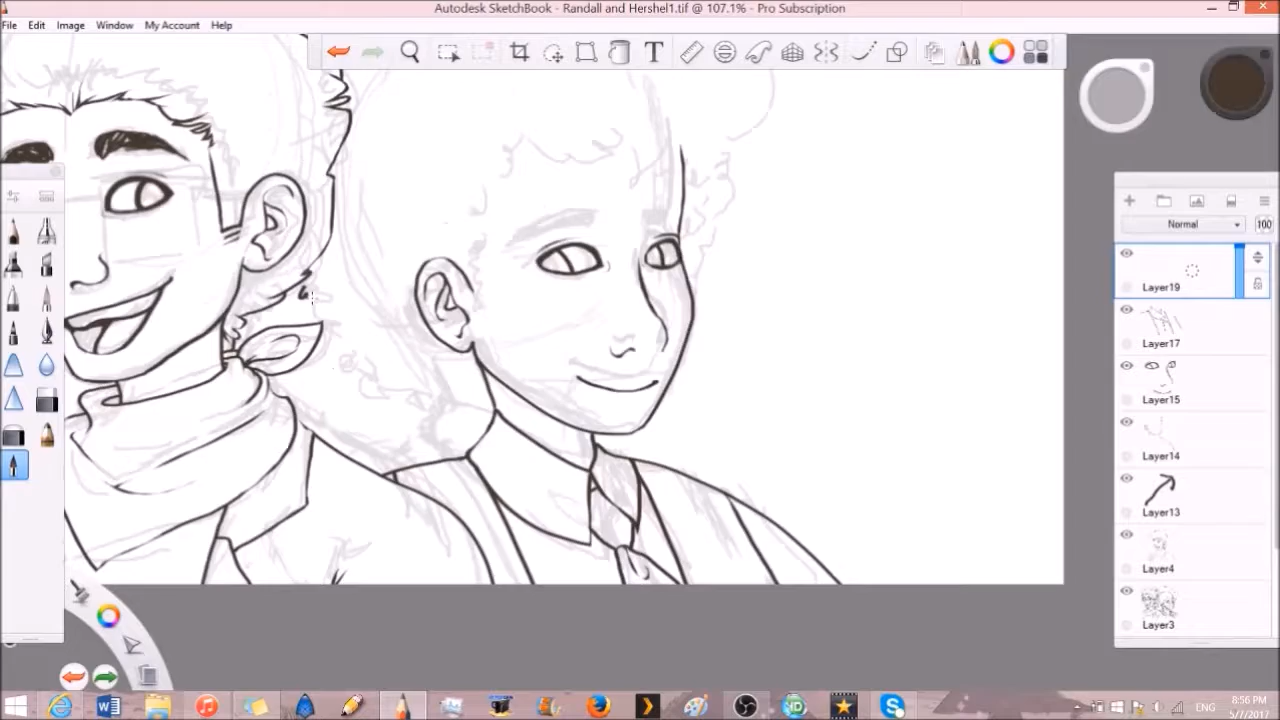 Autodesk SketchBook - Randall and Hershel1.tif @ 107.1% - Pro Subscription
File Edit Image Window My Account Help
T
Normal
100
Layer19
Layer17
Layer15
Layer14
Layer13
Layer4
Layer3
ENG
8:56 PM
5/7/2017